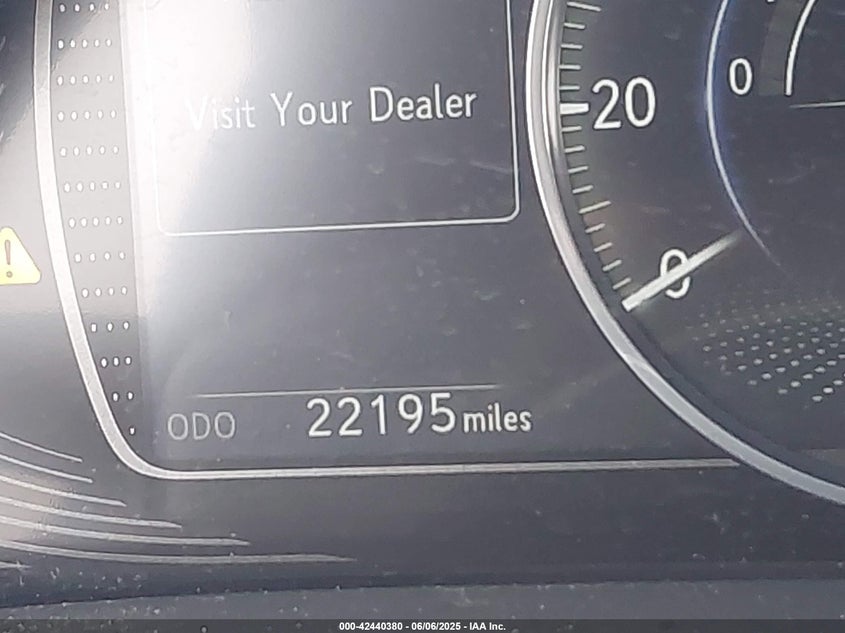 Visit Your Dealer
20
0
0
ODO 22195 miles
000-42440380 - 06/06/2025 - IAA Inc.